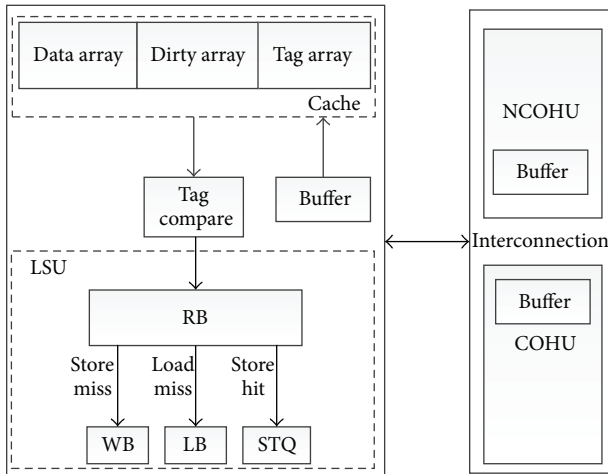 Data array Dirty array Tag array
Cache
Tag
compare
Buffer
LSU
RB
Store
miss
Load
miss
Store
hit
WB LB STQ
NCOHU
Buffer
Interconnection
Buffer
COHU